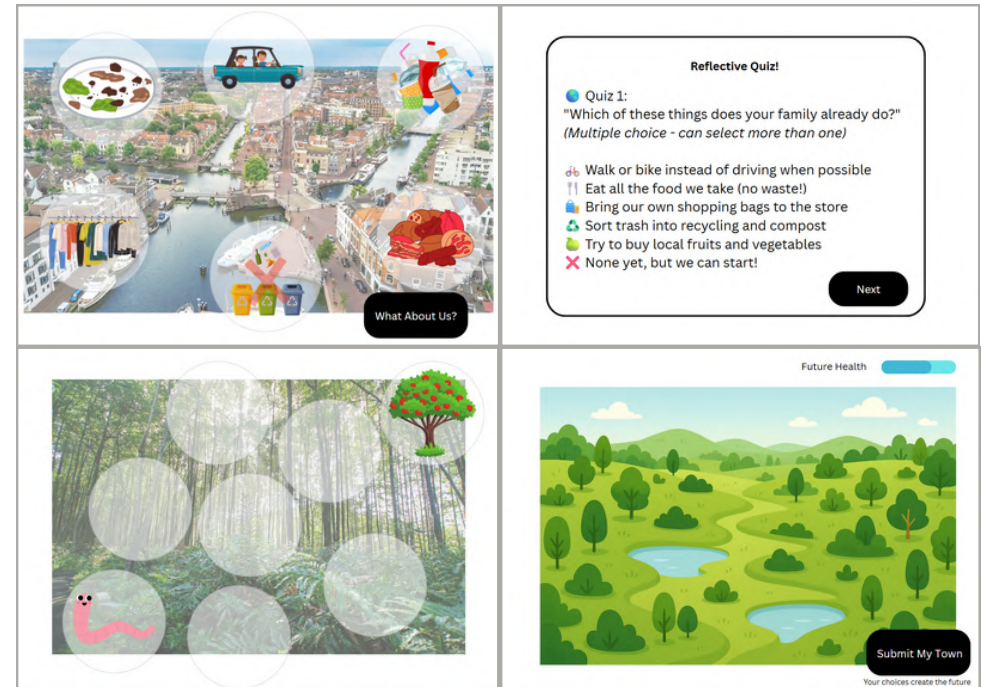 What About Us?
Reflective Quiz!
🌎 Quiz 1:
"Which of these things does your family already do?"
(Multiple choice - can select more than one)
🚲 Walk or bike instead of driving when possible
🍴 Eat all the food we take (no waste!)
🛍️ Bring our own shopping bags to the store
♻️ Sort trash into recycling and compost
🍏 Try to buy local fruits and vegetables
❌ None yet, but we can start!
Next
Future Health
Submit My Town
Your choices create the future